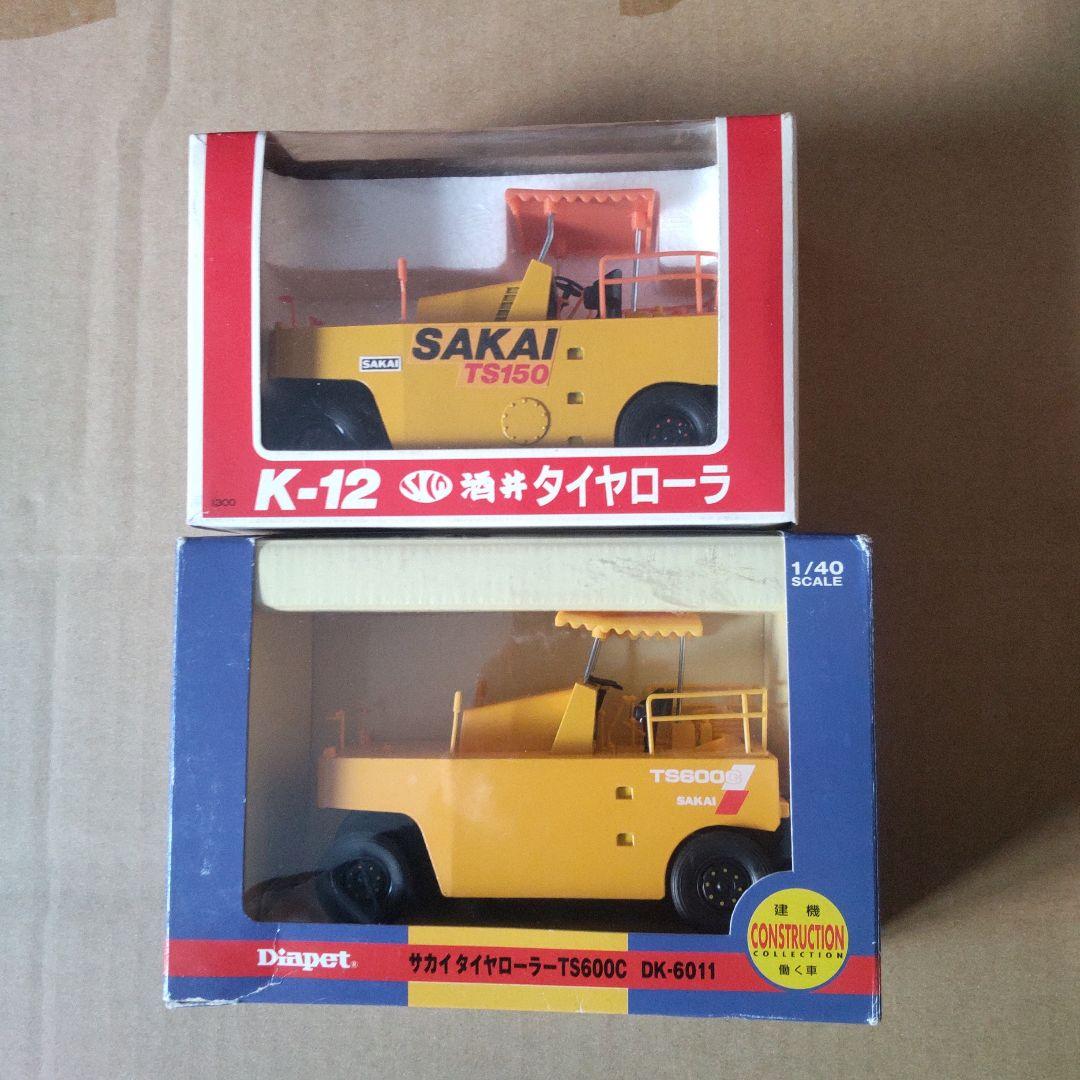 SAKAI
SAKAI
TS150
1300
K-12 酒井タイヤローラ
1/40
SCALE
TS600C
SAKAI
建機
CONSTRUCTION
COLLECTION
働く車
Diapet® サカイタイヤローラーTS600C DK-6011